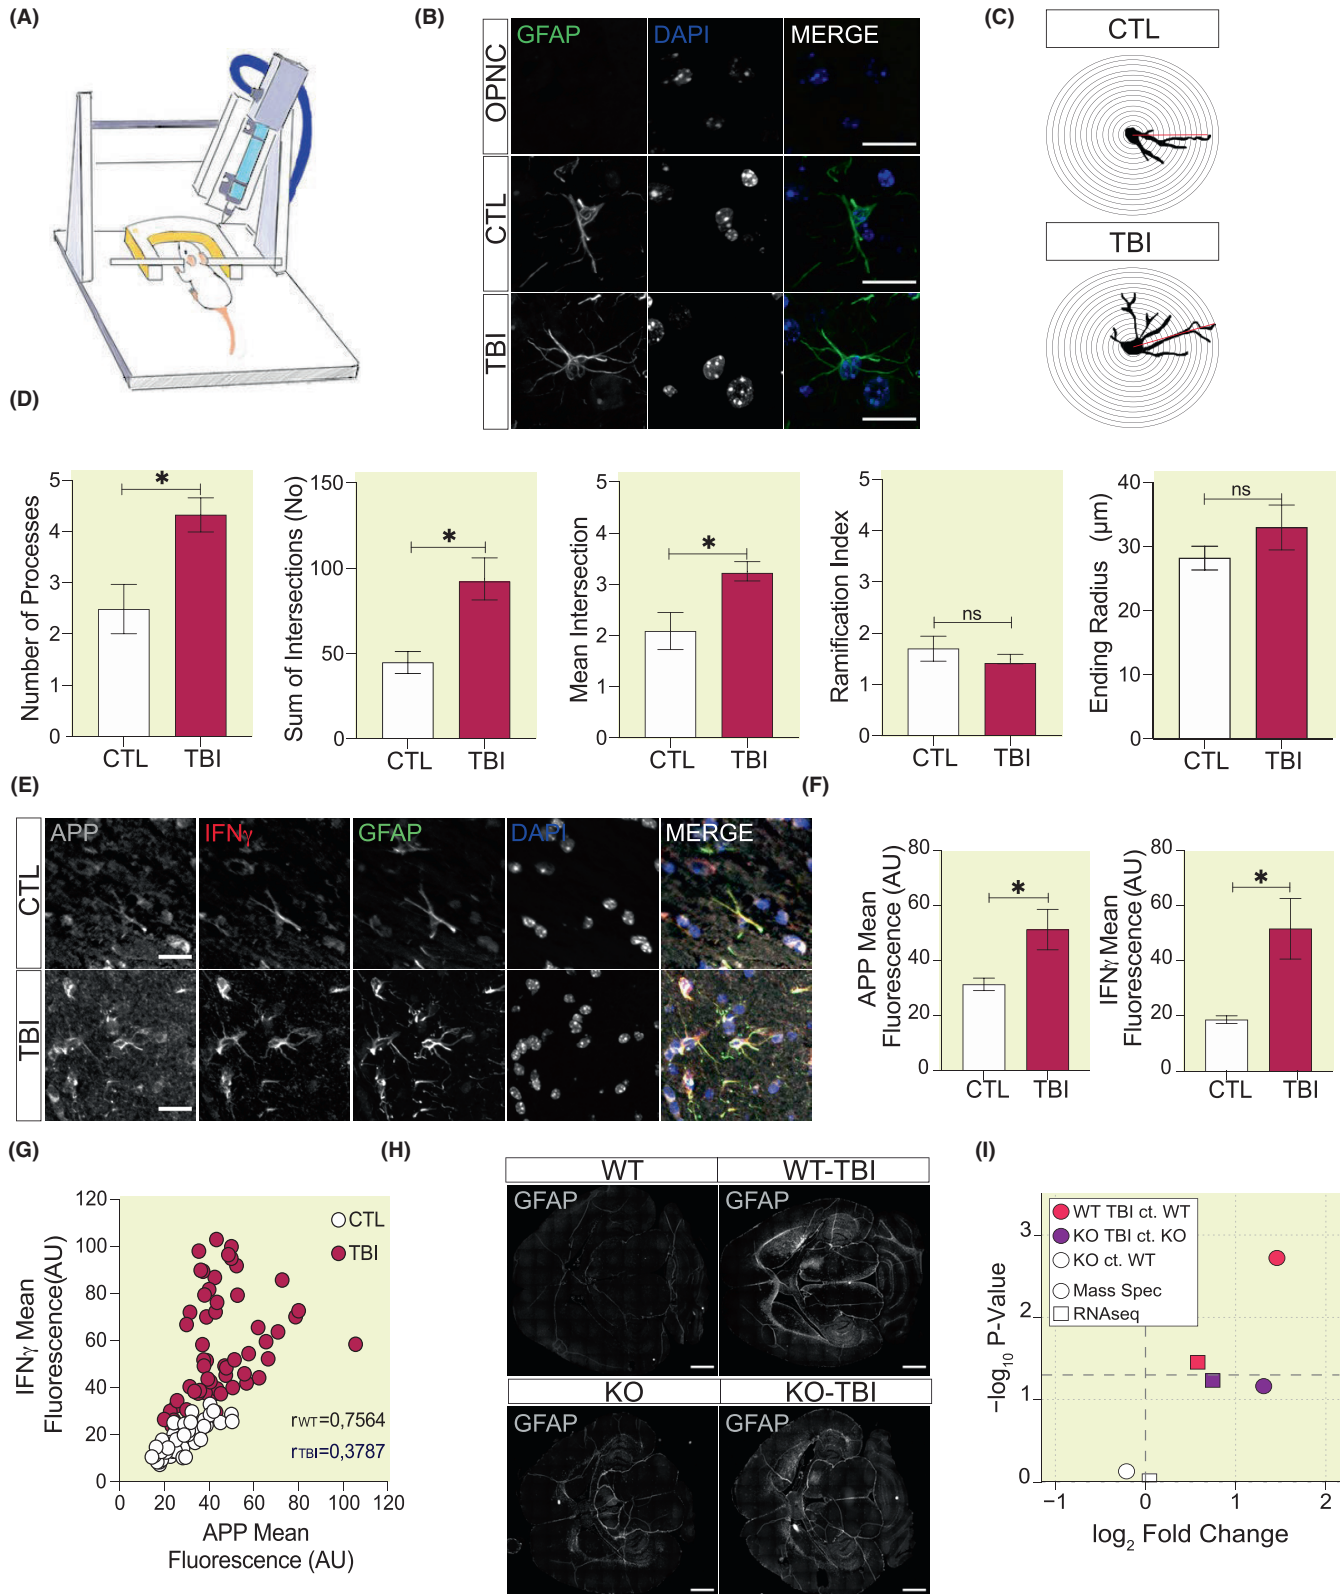 (A)
(B)
GFAP
DAPI
MERGE
OPNC
CTL
TBI
(C)
CTL
TBI
(D)
Number of Processes
5
4
3
2
1
0
*
CTL
TBI
Sum of Intersections (No)
150
100
50
0
*
CTL
TBI
Mean Intersection
5
4
3
2
1
0
*
CTL
TBI
Ramification Index
5
4
3
2
1
0
ns
CTL
TBI
Ending Radius (µm)
40
30
20
10
0
ns
CTL
TBI
(E)
APP
IFNγ
GFAP
DAPI
MERGE
CTL
TBI
(F)
APP Mean
Fluorescence (AU)
80
60
40
20
0
*
CTL
TBI
IFNγ Mean
Fluorescence (AU)
80
60
40
20
0
*
CTL
TBI
(G)
IFNγ Mean
Fluorescence(AU)
120
100
80
60
40
20
0
CTL
TBI
rWT=0,7564
rTBI=0,3787
0 20 40 60 80 100 120
APP Mean
Fluorescence (AU)
(H)
WT
WT-TBI
GFAP
GFAP
KO
KO-TBI
GFAP
GFAP
(I)
−log10 P-Value
3
2
1
0
WT TBI ct. WT
KO TBI ct. KO
KO ct. WT
Mass Spec
RNAseq
−1 0 1 2
log2 Fold Change